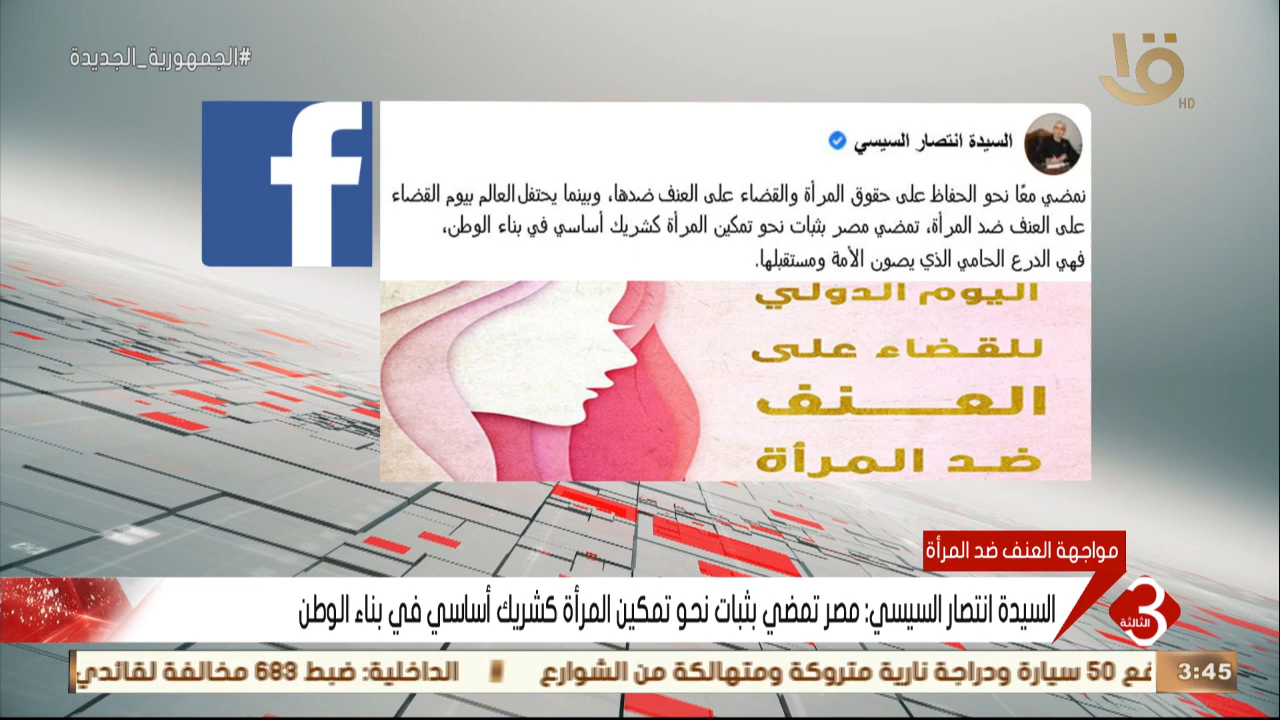 #الجمهورية_الجديدة
HD
السيدة انتصار السيسي
نمضي معًا نحو الحفاظ على حقوق المرأة والقضاء على العنف ضدها، وبينما يحتفل العالم بيوم القضاء
على العنف ضد المرأة، تمضي مصر بثبات نحو تمكين المرأة كشريك أساسي في بناء الوطن،
فهي الدرع الحامي الذي يصون الأمة ومستقبلها.
اليوم الدولي
للقضاء على
العنف
ضد المرأة
مواجهة العنف ضد المرأة
3 الثالثة
السيدة انتصار السيسي: مصر تمضي بثبات نحو تمكين المرأة كشريك أساسي في بناء الوطن
3:45
50 سيارة ودراجة نارية متروكة ومتهالكة من الشوارع الداخلية: ضبط 683 مخالفة لقائدي